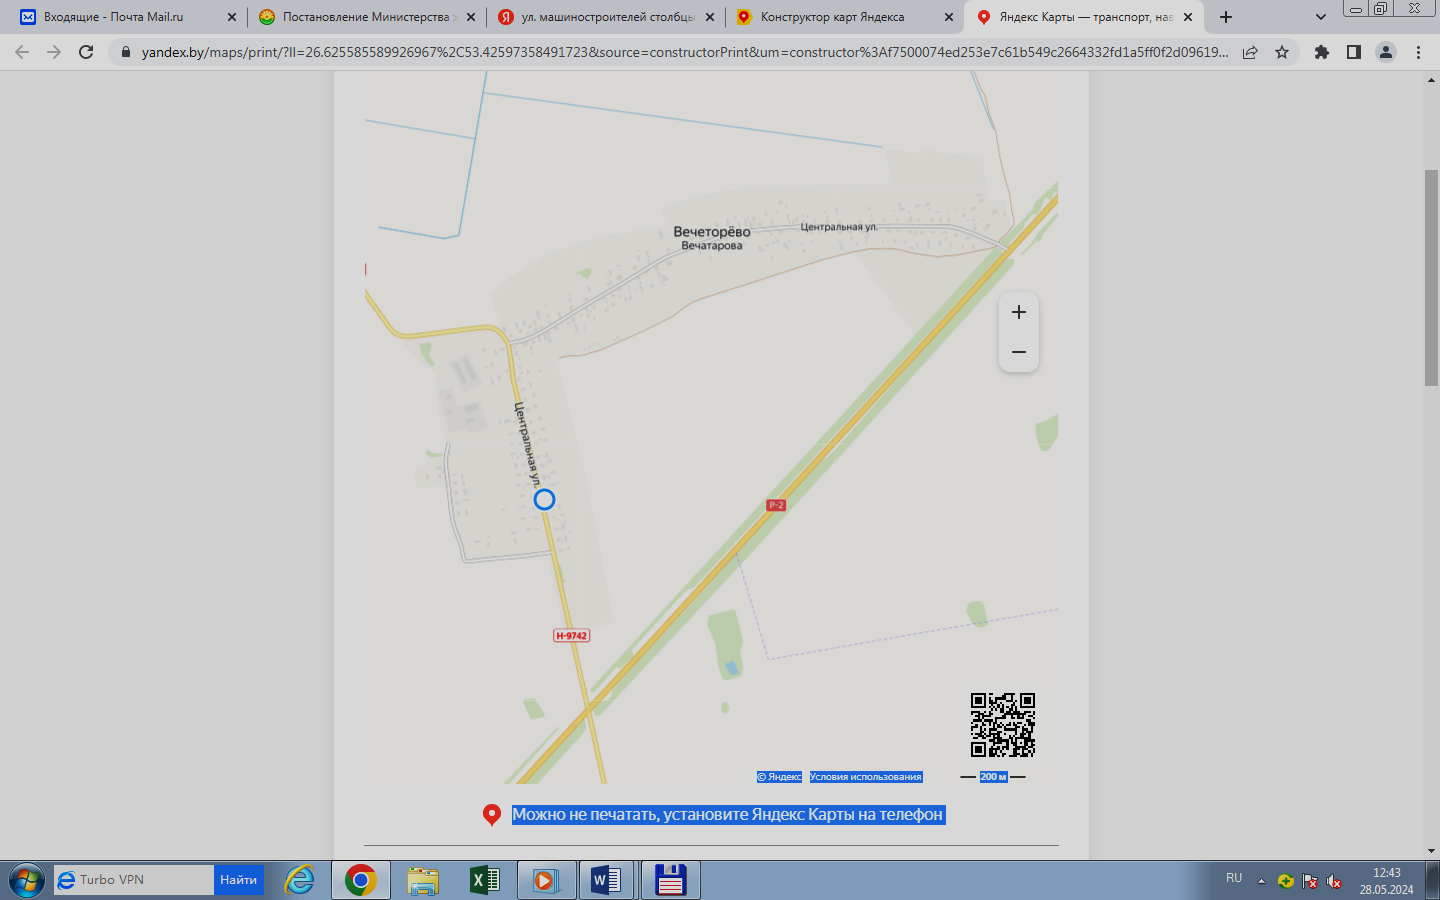 Входящие - Почта Mail.ru
Постановление Министерства
ул. машиностроителей столбцы
Конструктор карт Яндекса
Яндекс Карты — транспорт, нав
yandex.by/maps/print/?ll=26.625585589926967%2C53.42597358491723&source=constructorPrint&um=constructor%3Af7500074ed253e7c61b549c2664332fd1a5ff0f2d09619...
Вечеторёво
Вечатарова
Центральная ул.
Центральная ул.
P-2
H-9742
© Яндекс Условия использования 200 м
Можно не печатать, установите Яндекс Карты на телефон
Turbo VPN
Найти
RU
12:43
28.05.2024